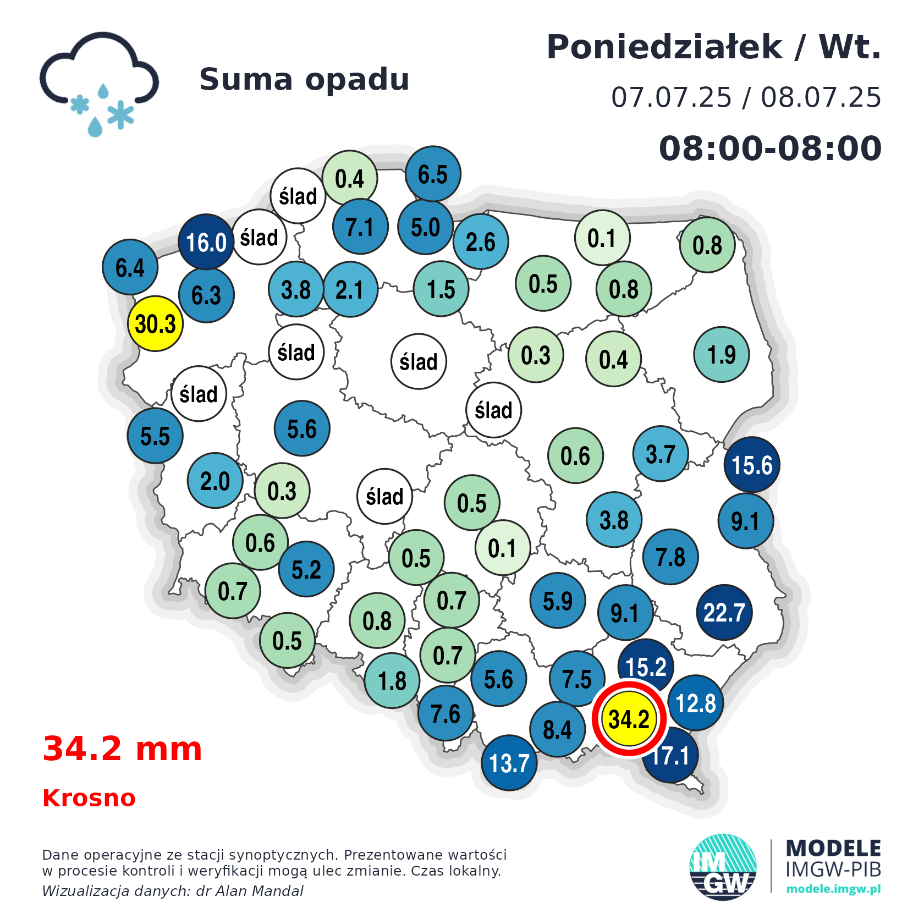 Poniedziałek / Wt.
Suma opadu
07.07.25 / 08.07.25
08:00-08:00
0.4
6.5
ślad
7.1
5.0
16.0
ślad
2.6
0.1
0.8
6.4
6.3
3.8
2.1
1.5
0.5
0.8
30.3
ślad
ślad
0.3
0.4
1.9
ślad
ślad
5.5
5.6
0.6
3.7
15.6
2.0
0.3
ślad
0.5
3.8
9.1
0.6
5.2
0.5
0.1
7.8
0.7
0.8
0.7
5.9
9.1
22.7
0.5
0.7
1.8
5.6
7.5
15.2
12.8
7.6
8.4
34.2
13.7
17.1
34.2 mm
Krosno
Dane operacyjne ze stacji synoptycznych. Prezentowane wartości
w procesie kontroli i weryfikacji mogą ulec zmianie. Czas lokalny.
Wizualizacja danych: dr Alan Mandal
IM
GW
MODELE
IMGW-PIB
modele.imgw.pl